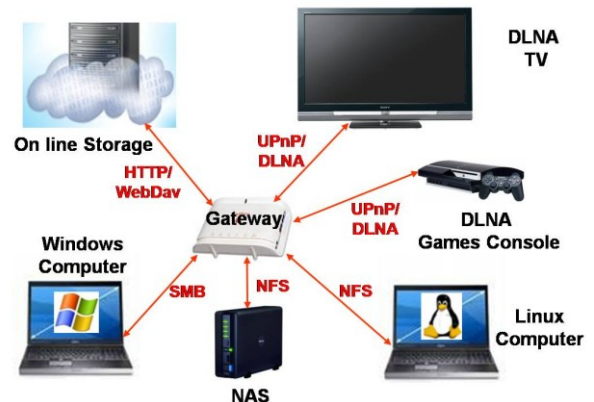 DLNA
TV
On line Storage
UPnP/
DLNA
HTTP/
WebDav
Gateway
UPnP/
DLNA
DLNA
Games Console
Windows
Computer
SMB
NFS
NFS
Linux
Computer
NAS